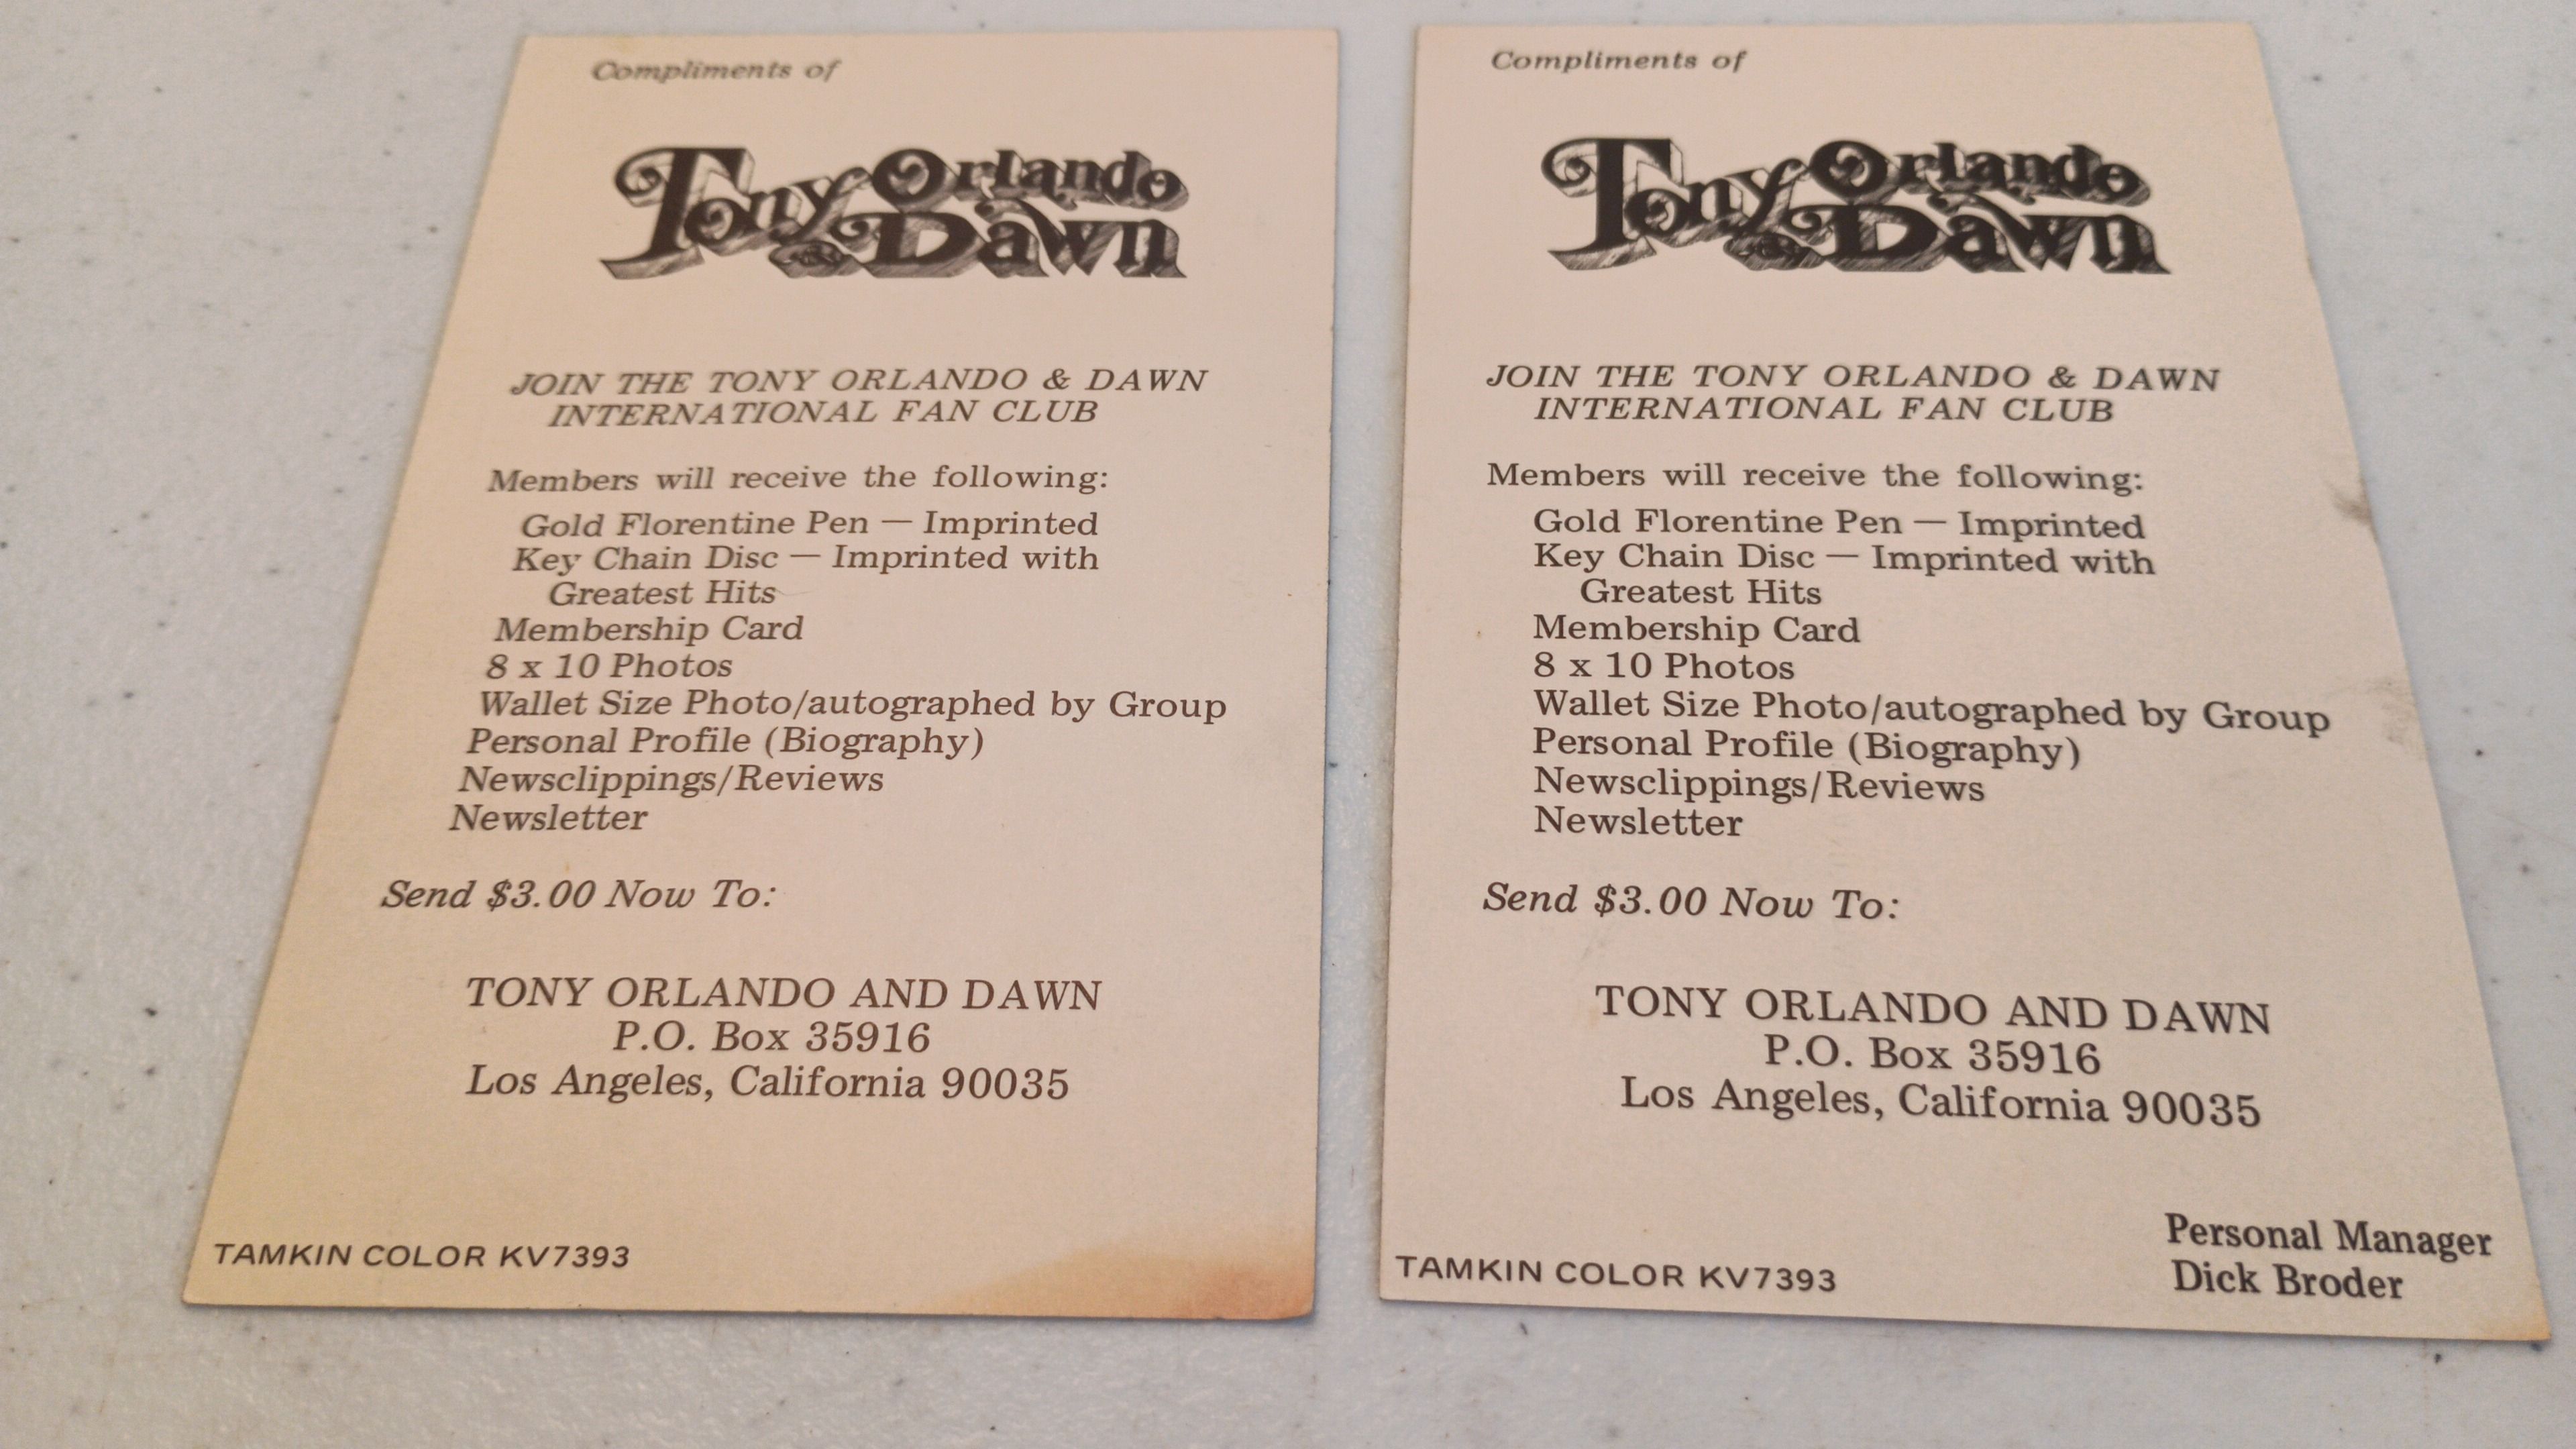 Compliments of
Tony Orlando
& Dawn
JOIN THE TONY ORLANDO & DAWN
INTERNATIONAL FAN CLUB
Members will receive the following:
Gold Florentine Pen — Imprinted
Key Chain Disc — Imprinted with
Greatest Hits
Membership Card
8 x 10 Photos
Wallet Size Photo/autographed by Group
Personal Profile (Biography)
Newsclippings/Reviews
Newsletter
Send $3.00 Now To:
TONY ORLANDO AND DAWN
P.O. Box 35916
Los Angeles, California 90035
TAMKIN COLOR KV7393
Compliments of
Tony Orlando
& Dawn
JOIN THE TONY ORLANDO & DAWN
INTERNATIONAL FAN CLUB
Members will receive the following:
Gold Florentine Pen — Imprinted
Key Chain Disc — Imprinted with
Greatest Hits
Membership Card
8 x 10 Photos
Wallet Size Photo/autographed by Group
Personal Profile (Biography)
Newsclippings/Reviews
Newsletter
Send $3.00 Now To:
TONY ORLANDO AND DAWN
P.O. Box 35916
Los Angeles, California 90035
Personal Manager
Dick Broder
TAMKIN COLOR KV7393